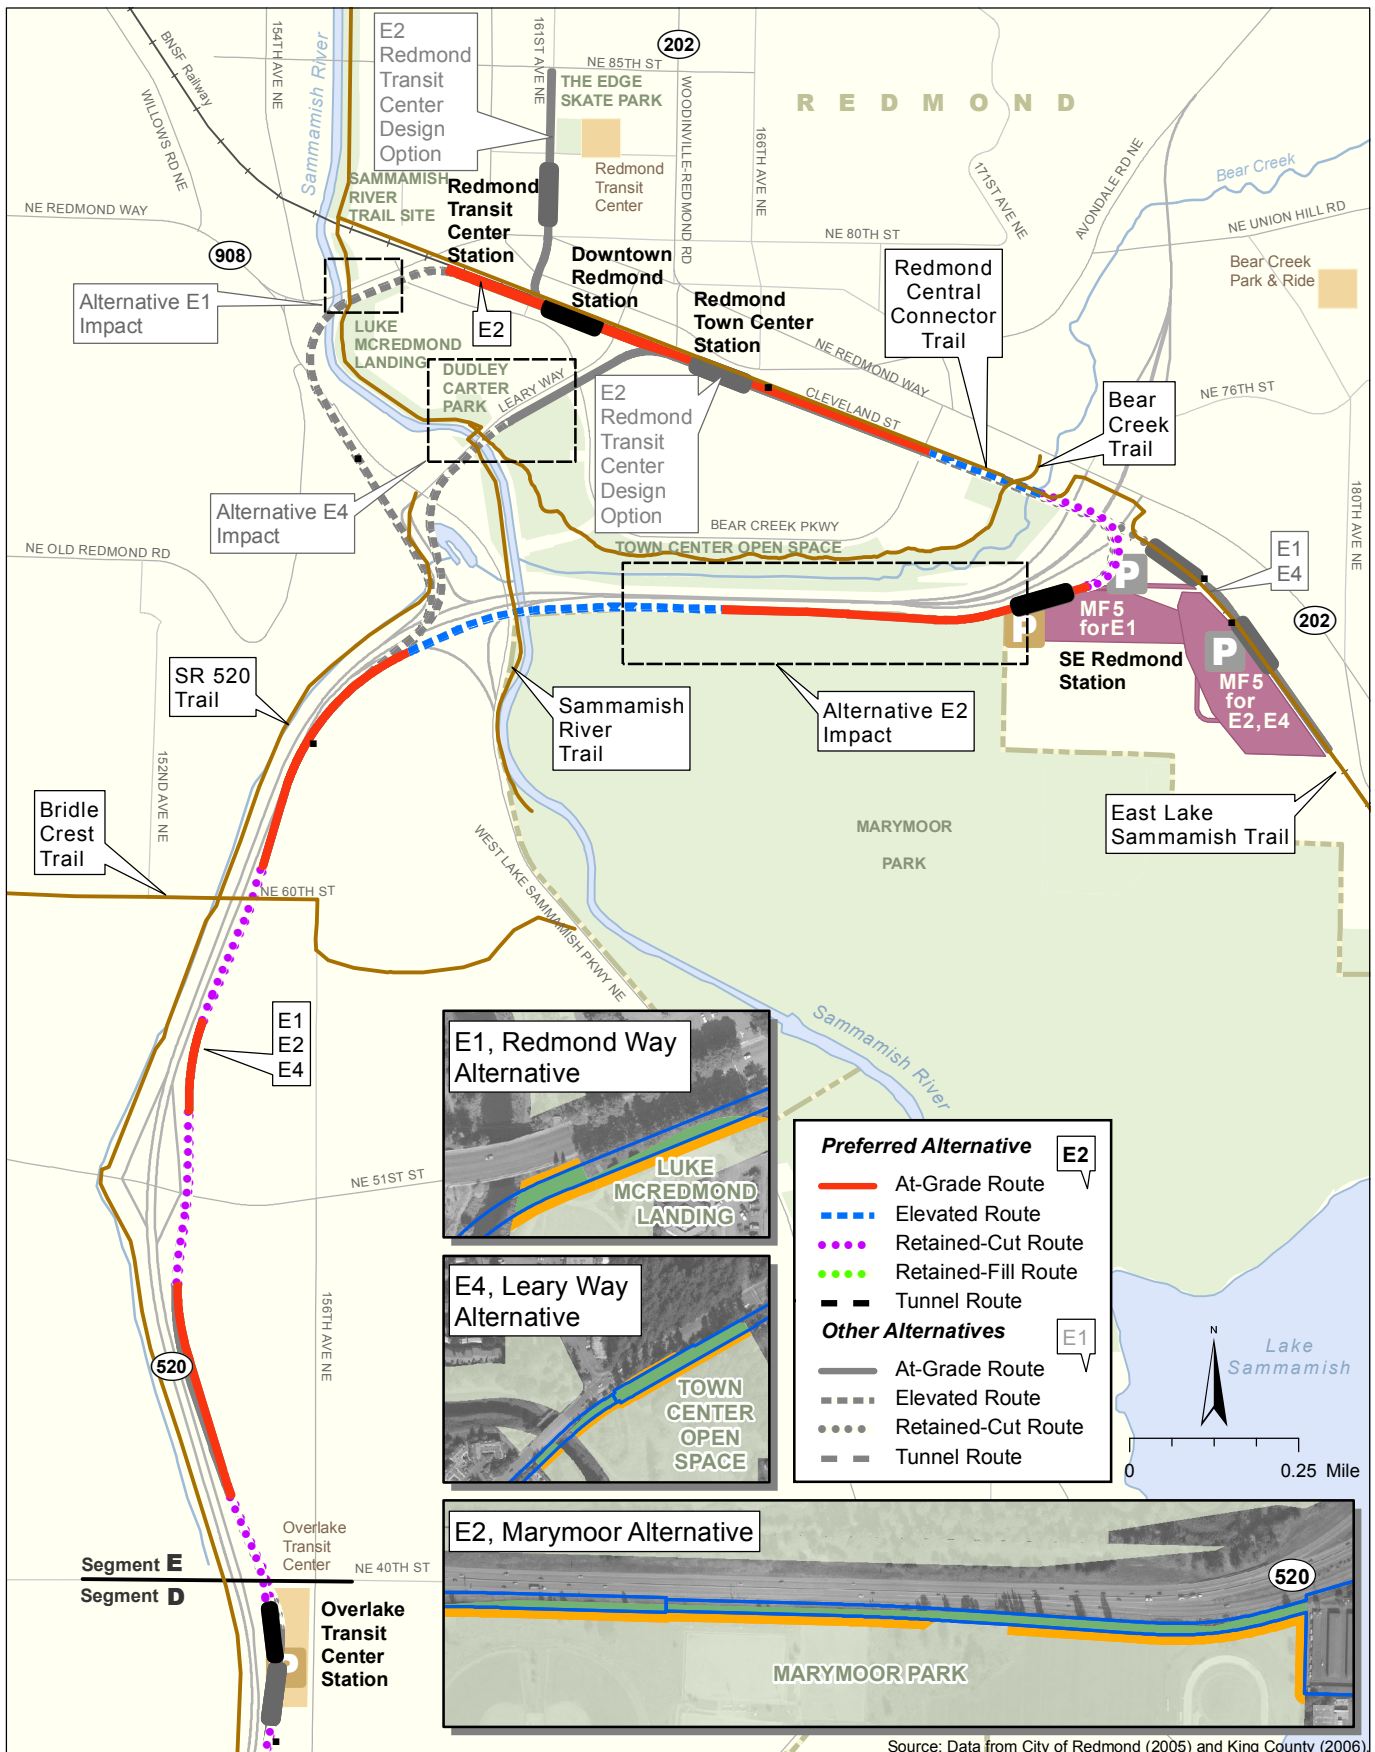 E2
Redmond
Transit
Center
Design
Option
161ST AVE NE
202
NE 85TH ST
154TH AVE NE
BNSF Railway
WILLOWS RD NE
Sammamish River
THE EDGE
SKATE PARK
WOODINVILLE-REDMOND RD
166TH AVE NE
REDMOND
171ST AVE NE
AVONDALE RD NE
Bear Creek
NE UNION HILL RD
SAMMAMISH
RIVER
TRAIL SITE
Redmond
Transit
Center
Station
Redmond
Transit
Center
NE REDMOND WAY
NE 80TH ST
908
Downtown
Redmond
Station
Redmond
Central
Connector
Trail
Bear Creek
Park & Ride
Alternative E1
Impact
E2
Redmond
Town Center
Station
LUKE
MCREDMOND
LANDING
DUDLEY
CARTER
PARK
LEARY WAY
NE REDMOND WAY
CLEVELAND ST
NE 76TH ST
E2
Redmond
Transit
Center
Design
Option
Bear
Creek
Trail
180TH AVE NE
Alternative E4
Impact
BEAR CREEK PKWY
TOWN CENTER OPEN SPACE
NE OLD REDMOND RD
E1
E4
P
MF5
for E1
P
P
202
SE Redmond
Station
MF5
for
E2, E4
SR 520
Trail
Sammamish
River
Trail
Alternative E2
Impact
152ND AVE NE
Bridle
Crest
Trail
East Lake
Sammamish Trail
MARYMOOR
PARK
NE 60TH ST
WEST LAKE SAMMAMISH PKWY NE
E1
E2
E4
Sammamish River
E1, Redmond Way
Alternative
LUKE
MCREDMOND
LANDING
NE 51ST ST
Preferred Alternative
E2
At-Grade Route
Elevated Route
Retained-Cut Route
Retained-Fill Route
Tunnel Route
Other Alternatives
E1
At-Grade Route
Elevated Route
Retained-Cut Route
Tunnel Route
E4, Leary Way
Alternative
TOWN
CENTER
OPEN
SPACE
156TH AVE NE
520
N
Lake
Sammamish
0
0.25 Mile
E2, Marymoor Alternative
520
MARYMOOR PARK
Overlake
Transit
Center
Segment E
NE 40TH ST
Segment D
Overlake
Transit
Center
Station
P
Source: Data from City of Redmond (2005) and King County (2006).